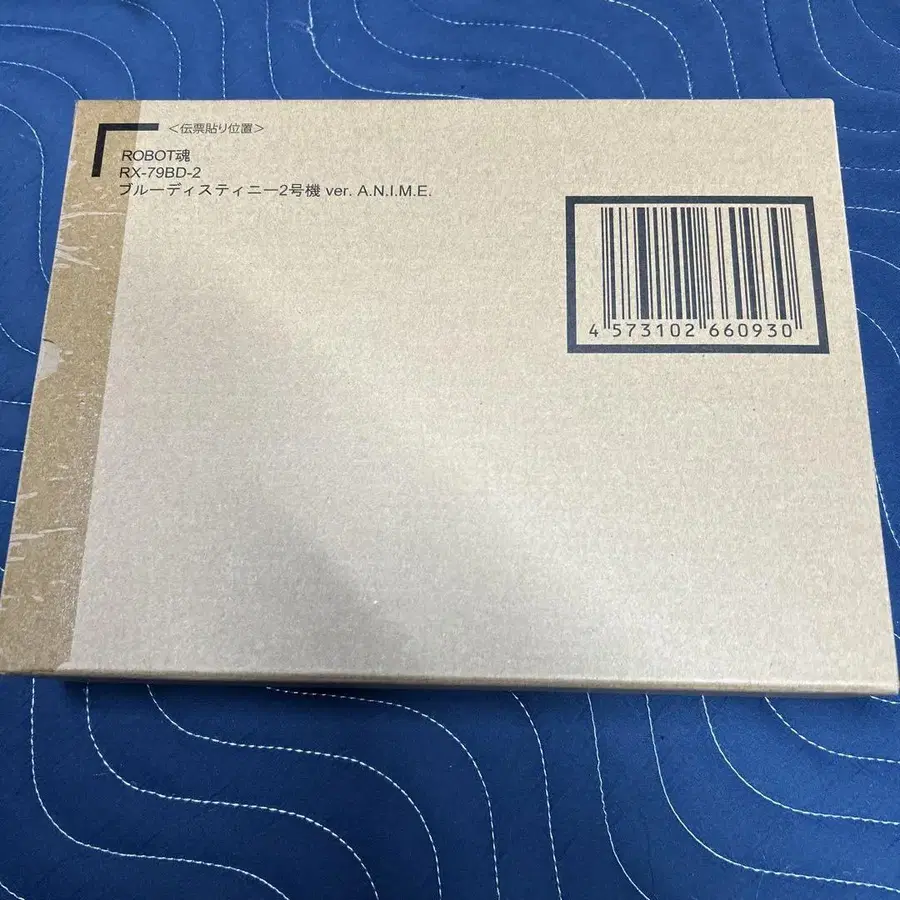 ＜伝票貼り位置＞
ROBOT魂
RX-79BD-2
ブルーディスティニー2号機 ver. A.N.I.M.E.
4 573102 660930